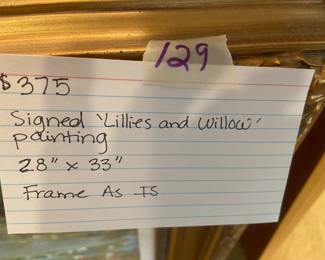 129
$375
Signed 'Lillies and Willow'
painting
28" x 33"
Frame As IS